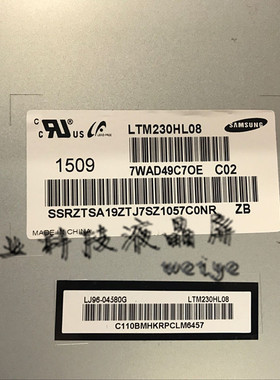 LTM230HL08
SAMSUNG
1509
7WAD49C7OE C02
SSRZTSA19ZTJ7SZ1057C0NR ZB
MADE IN CHINA
业科技液晶屏
weiye
LJ96-04580G LTM230HL08
C110BMHKRPCLM6457